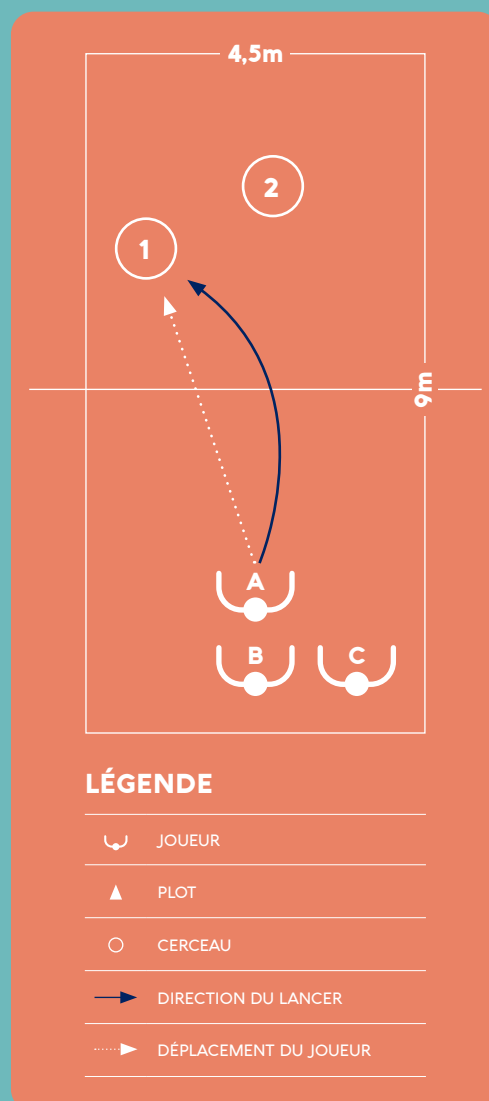 4,5m
2
1
9m
A
B C
LÉGENDE
JOUEUR
PLOT
CERCEAU
DIRECTION DU LANCER
DÉPLACEMENT DU JOUEUR